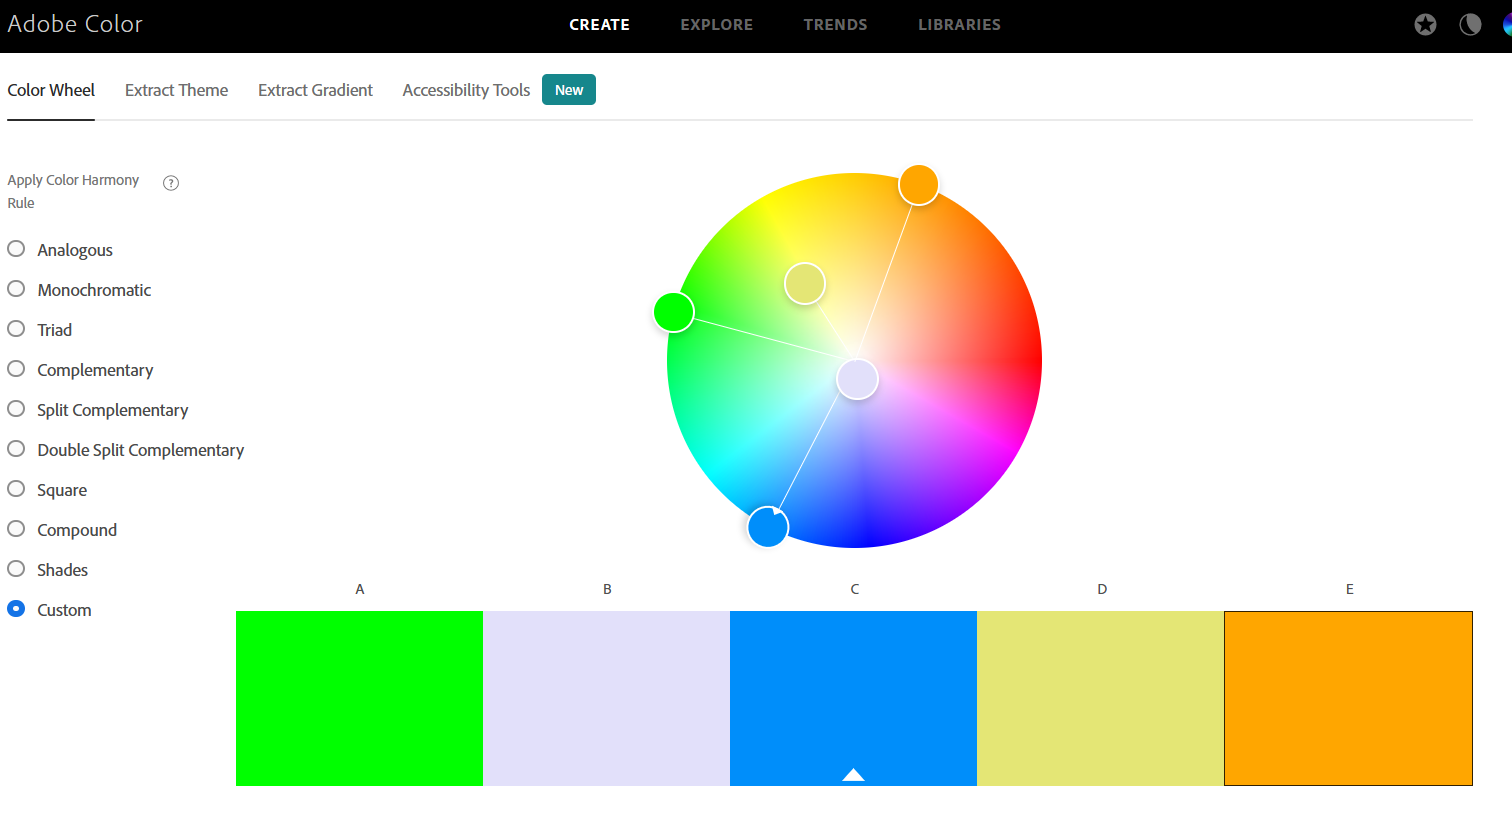 Adobe Color
CREATE EXPLORE TRENDS LIBRARIES
Color Wheel Extract Theme Extract Gradient Accessibility Tools New
Apply Color Harmony ?
Rule
Analogous
Monochromatic
Triad
Complementary
Split Complementary
Double Split Complementary
Square
Compound
Shades
Custom
A B C D E